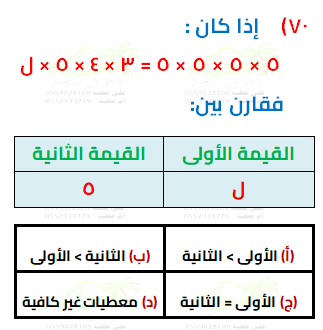 ٧٠) إذا كان :
٥ × ٥ × ٥ × ٥ = ٣ × ٤ × ٥ × ل
فقارن بين:
القيمة الأولى القيمة الثانية
ل ٥
(أ) الأولى > الثانية (ب) الثانية > الأولى
(ج) الأولى = الثانية (د) معطيات غير كافية